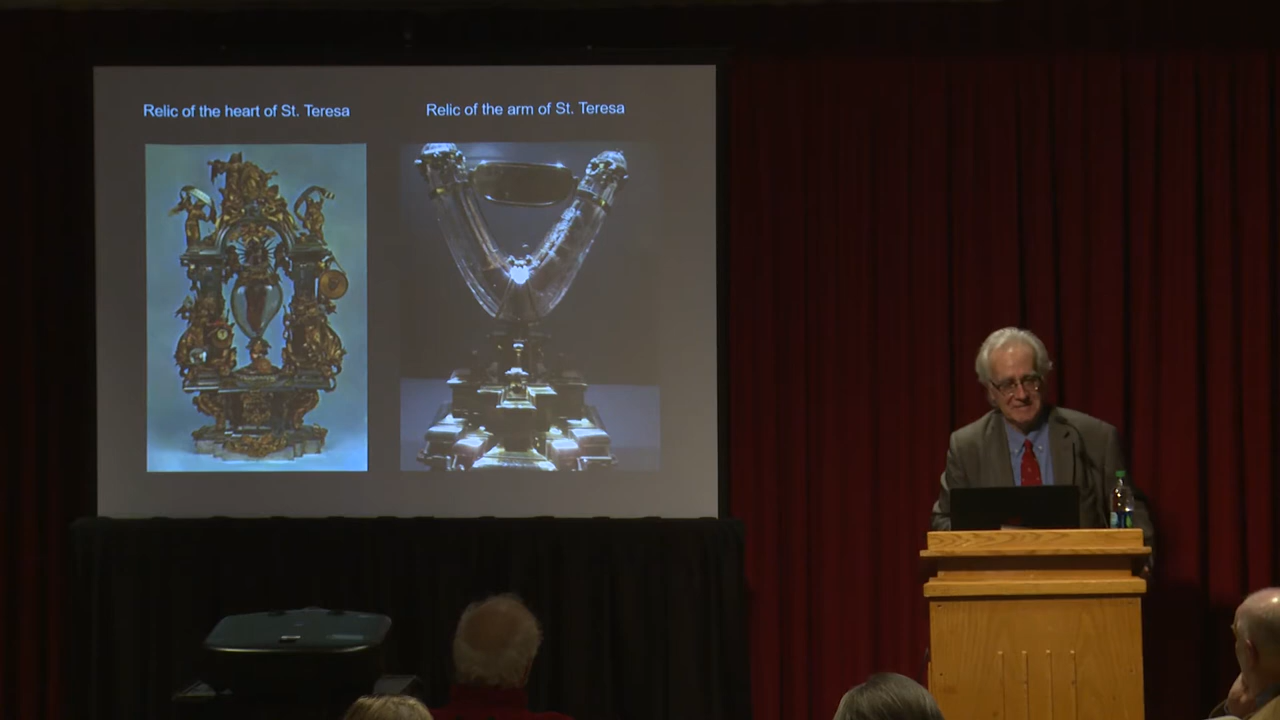 Relic of the heart of St. Teresa
Relic of the arm of St. Teresa